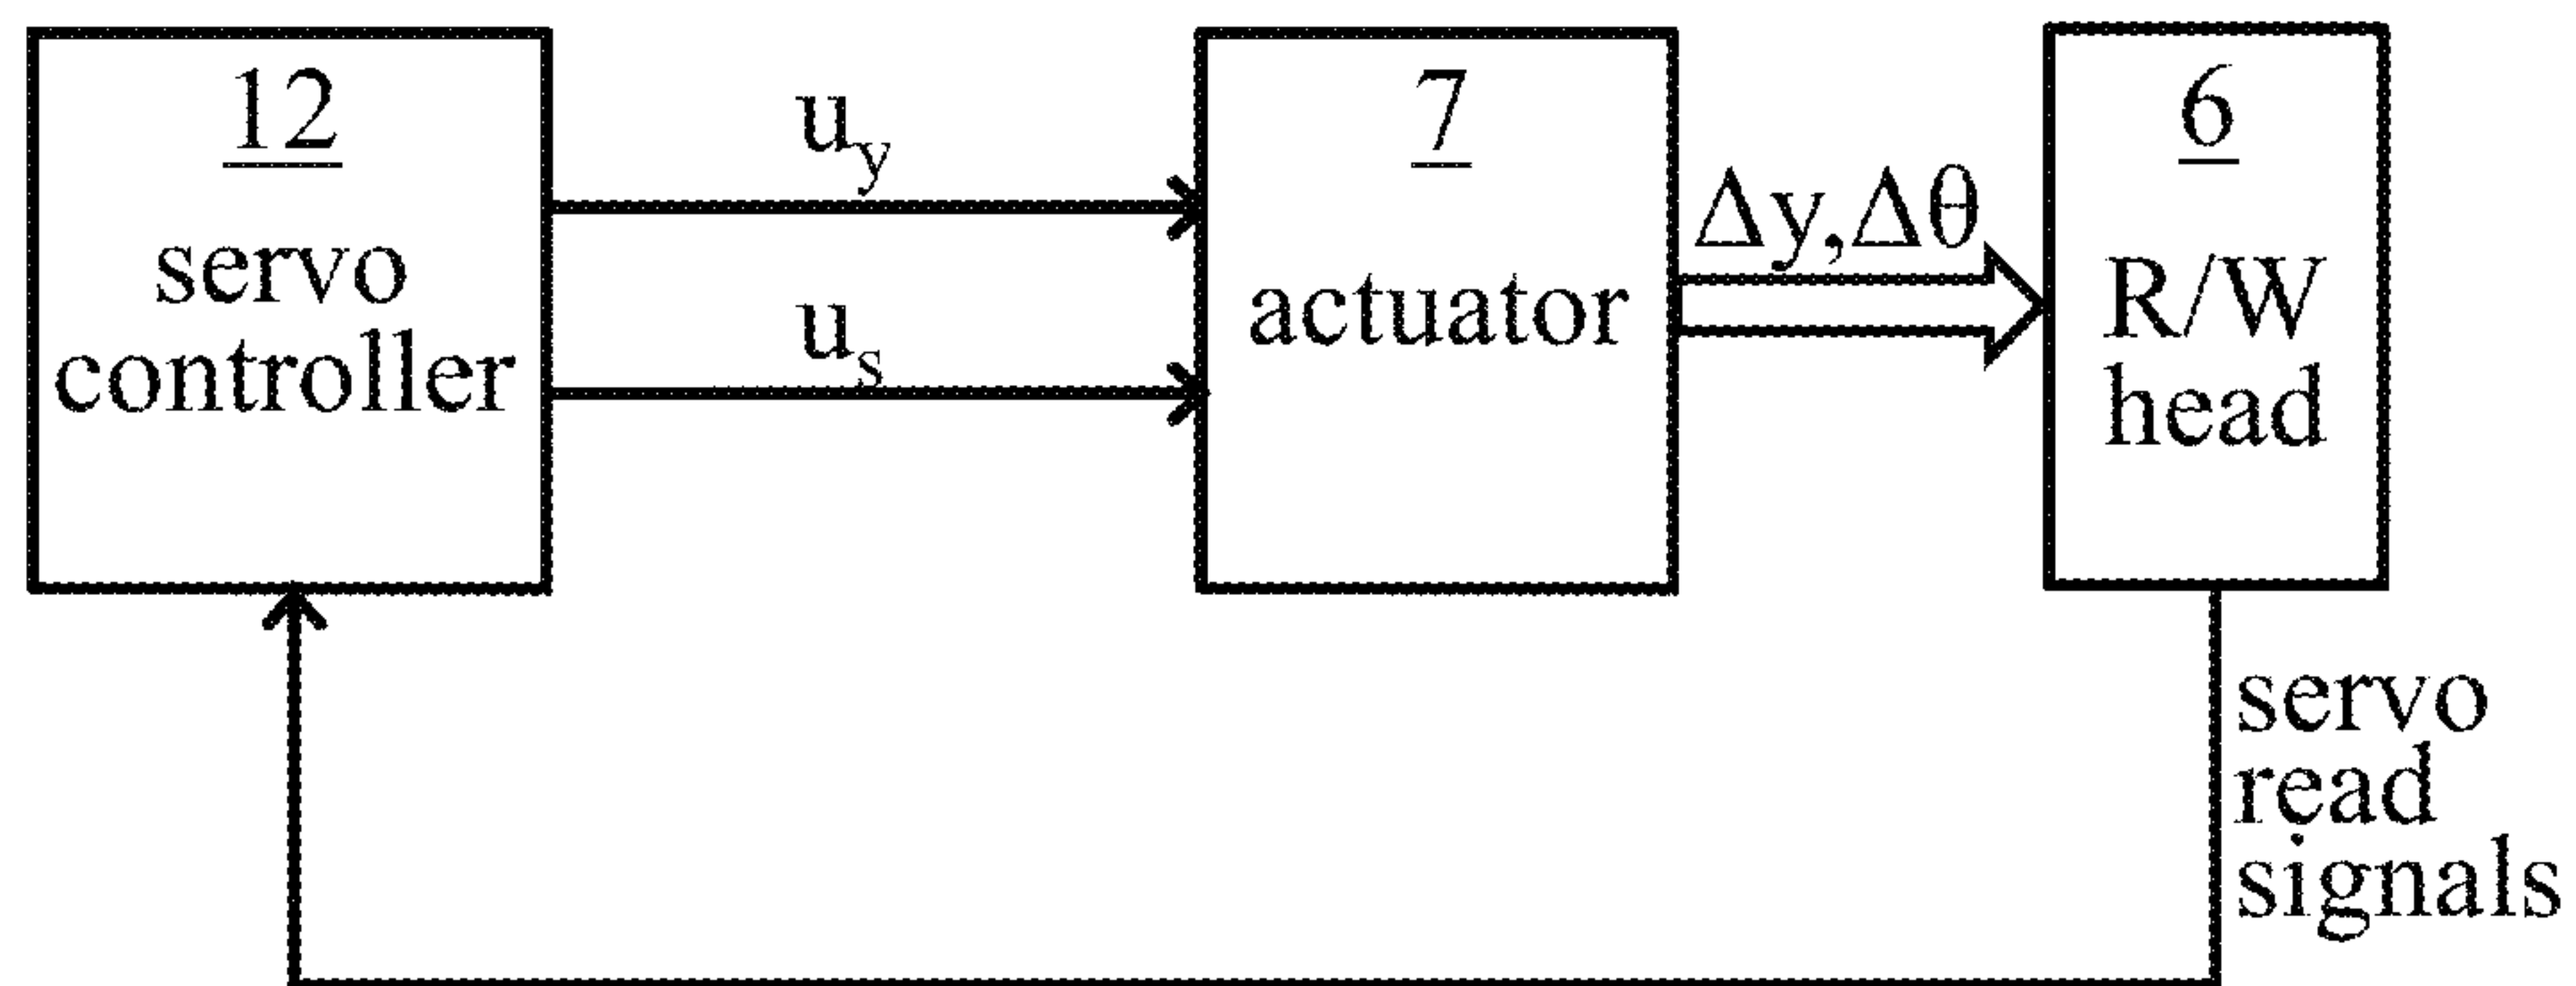 12
servo
controller
u_y
u_s
7
actuator
Δy,Δθ
6
R/W
head
servo
read
signals